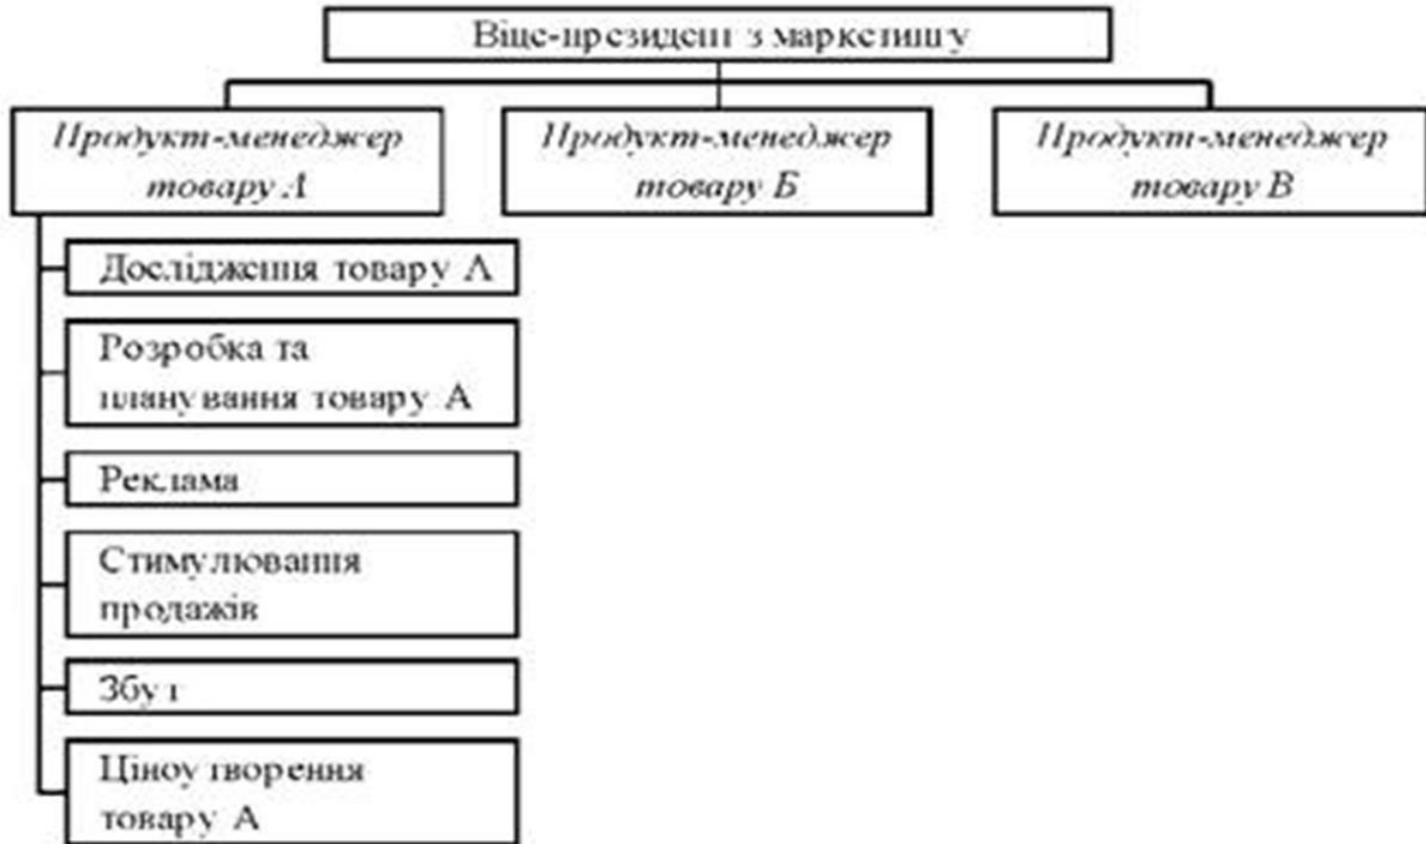 Віце-президент з маркетингу
Продукт-менеджер
товару А
Продукт-менеджер
товару Б
Продукт-менеджер
товару В
Дослідження товару А
Розробка та
планування товару А
Реклама
Стимулювання
продажів
Збут
Ціноутворення
товару А